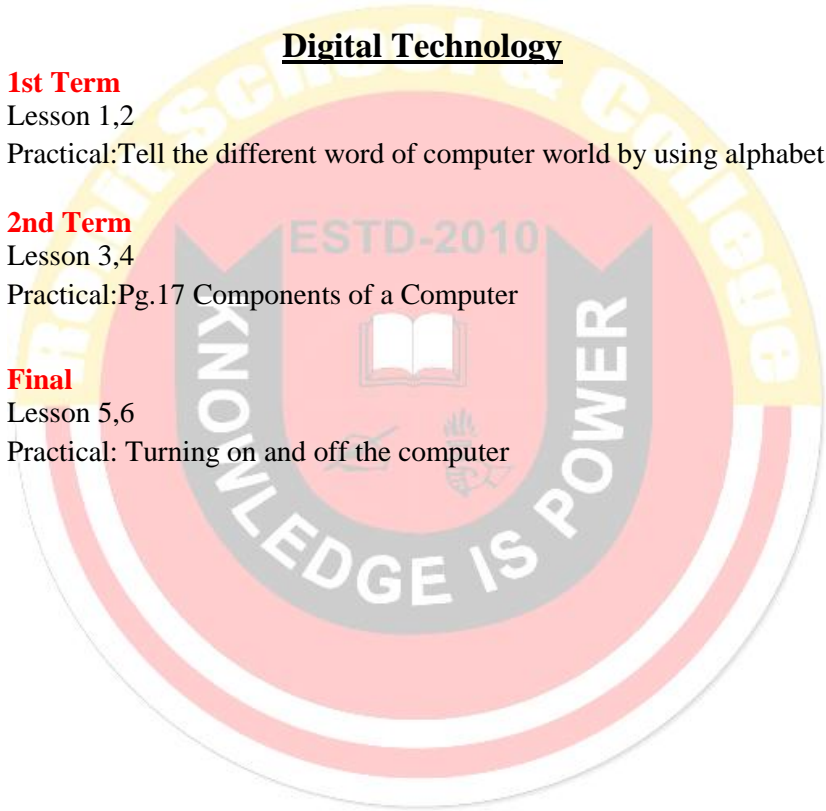 Digital Technology
1st Term
Lesson 1,2
Practical:Tell the different word of computer world by using alphabet
2nd Term
Lesson 3,4
Practical:Pg.17 Components of a Computer
Final
Lesson 5,6
Practical: Turning on and off the computer
ESTD-2010
KNOWLEDGE IS POWER
School & College